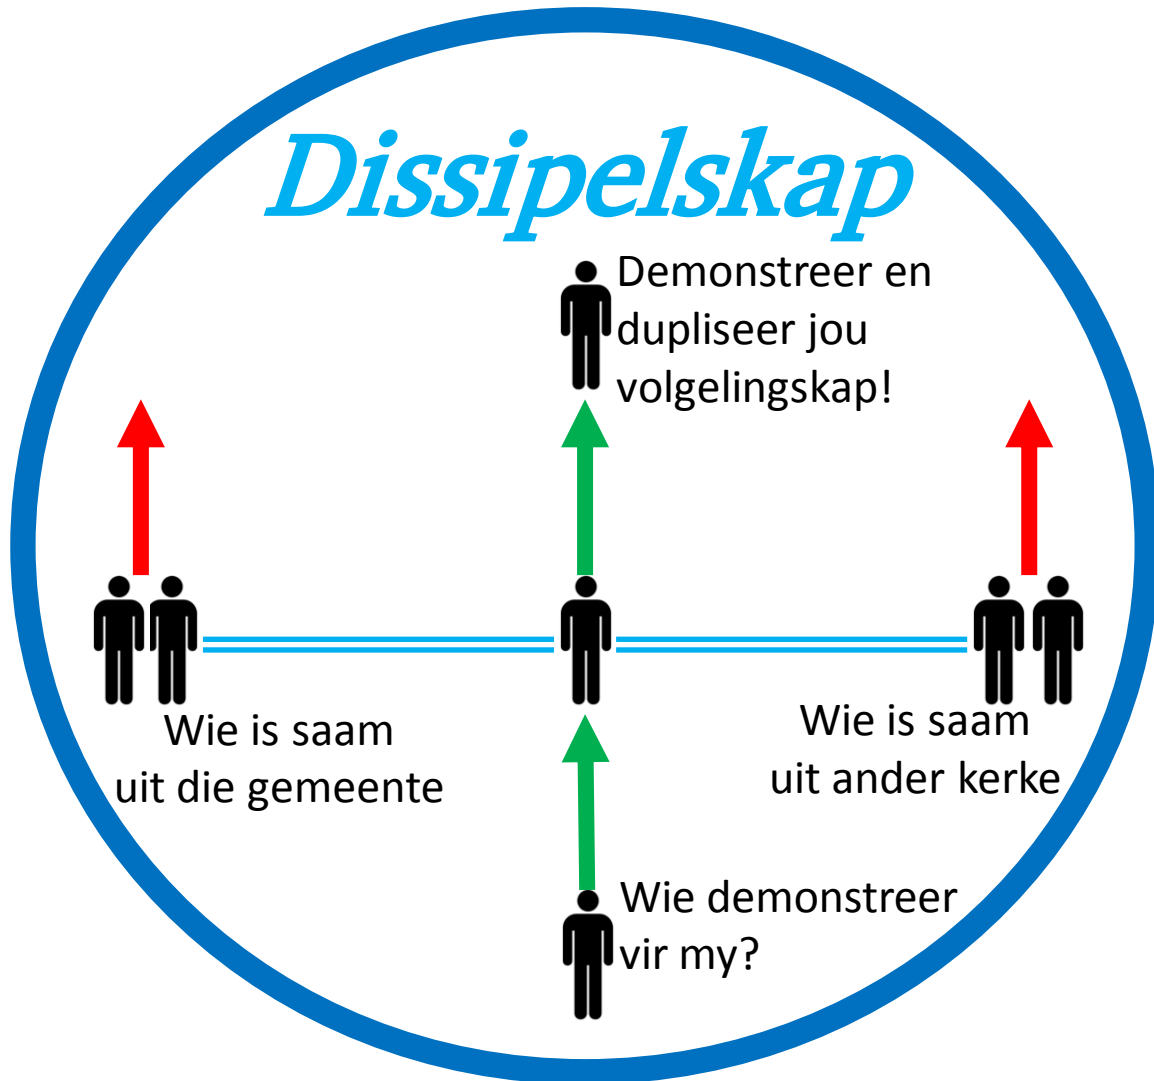 Dissipelskap
Demonstreer en
dupliseer jou
volgelingskap!
Wie is saam
uit die gemeente
Wie is saam
uit ander kerke
Wie demonstreer
vir my?